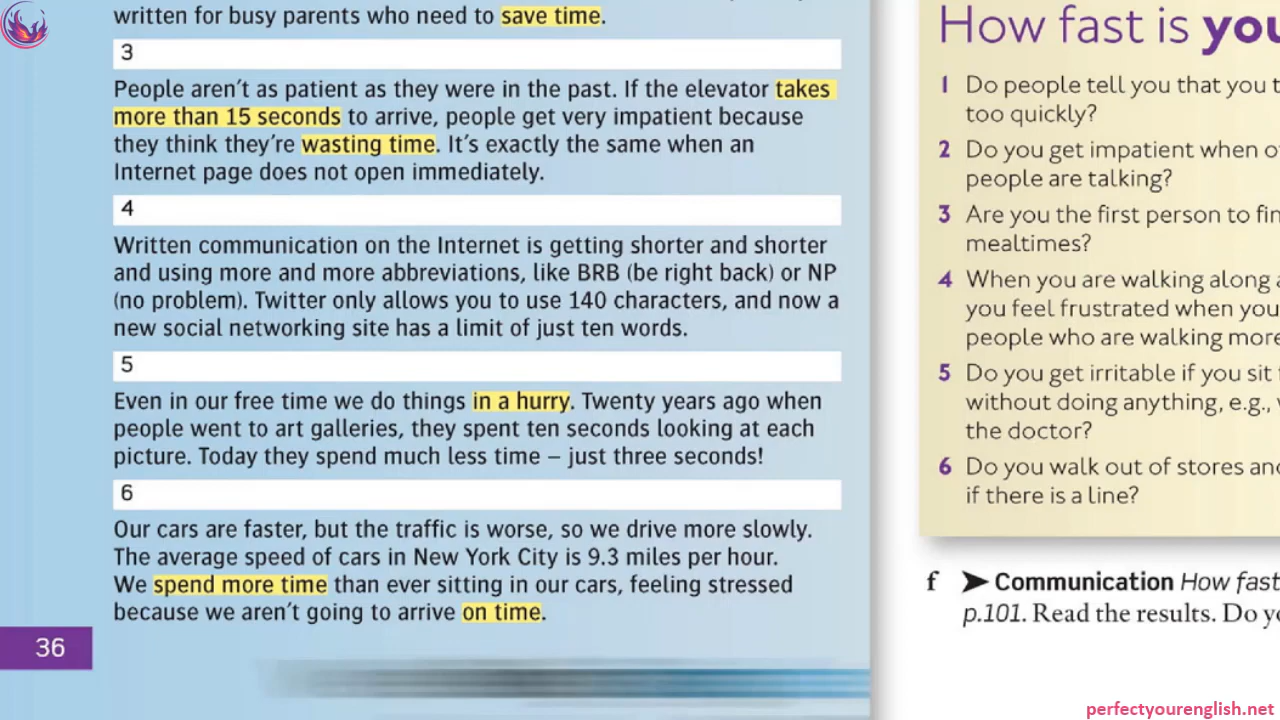 written for busy parents who need to save time.
3
People aren't as patient as they were in the past. If the elevator takes
more than 15 seconds to arrive, people get very impatient because
they think they're wasting time. It's exactly the same when an
Internet page does not open immediately.
4
Written communication on the Internet is getting shorter and shorter
and using more and more abbreviations, like BRB (be right back) or NP
(no problem). Twitter only allows you to use 140 characters, and now a
new social networking site has a limit of just ten words.
5
Even in our free time we do things in a hurry. Twenty years ago when
people went to art galleries, they spent ten seconds looking at each
picture. Today they spend much less time – just three seconds!
6
Our cars are faster, but the traffic is worse, so we drive more slowly.
The average speed of cars in New York City is 9.3 miles per hour.
We spend more time than ever sitting in our cars, feeling stressed
because we aren't going to arrive on time.
36
How fast is you
1 Do people tell you that you t
too quickly?
2 Do you get impatient when o
people are talking?
3 Are you the first person to fin
mealtimes?
4 When you are walking along a
you feel frustrated when you
people who are walking more
5 Do you get irritable if you sit
without doing anything, e.g.,
the doctor?
6 Do you walk out of stores and
if there is a line?
f ➤ Communication How fast
p.101. Read the results. Do yo
perfectyourenglish.net